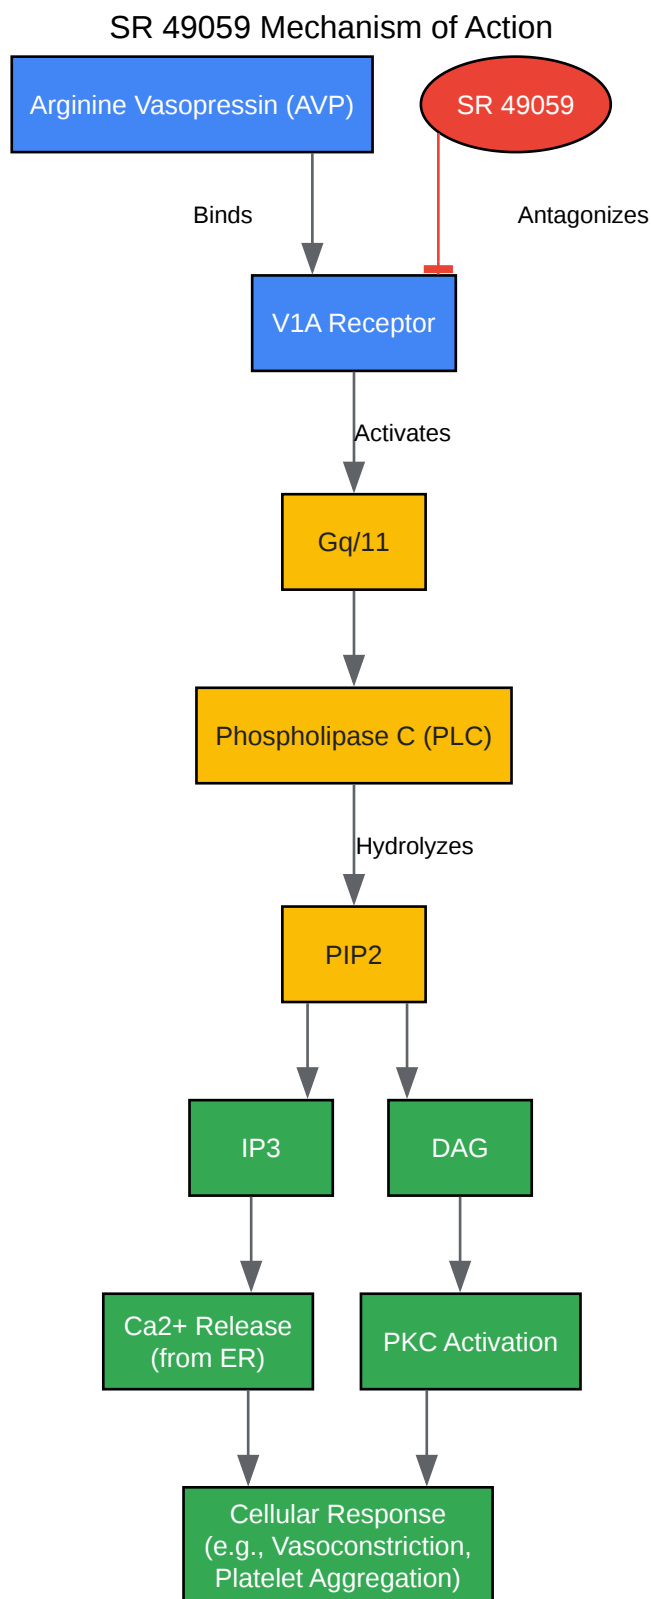 SR 49059 Mechanism of Action
Arginine Vasopressin (AVP)
SR 49059
Binds
Antagonizes
V1A Receptor
Activates
Gq/11
Phospholipase C (PLC)
Hydrolyzes
PIP2
IP3
DAG
Ca2+ Release
(from ER)
PKC Activation
Cellular Response
(e.g., Vasoconstriction,
Platelet Aggregation)